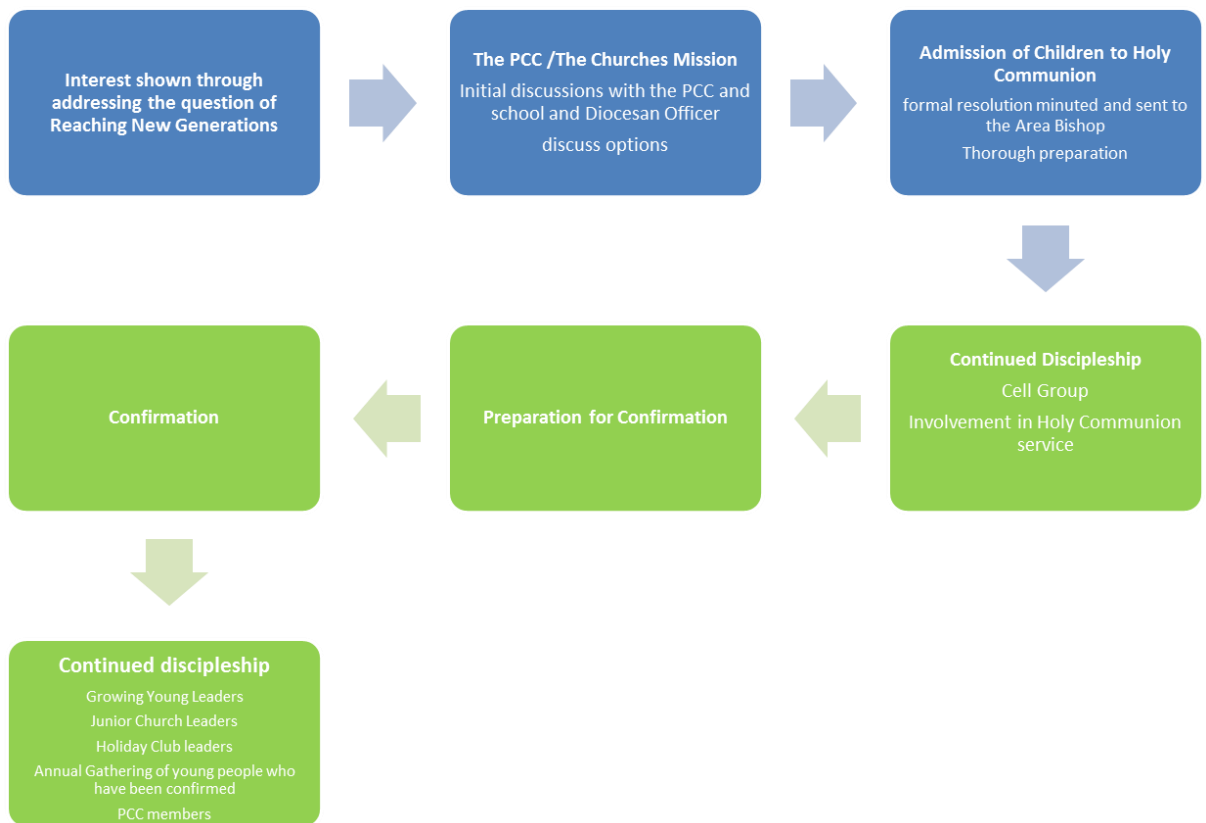 Interest shown through
addressing the question of
Reaching New Generations
The PCC /The Churches Mission
Initial discussions with the PCC and
school and Diocesan Officer
discuss options
Admission of Children to Holy
Communion
formal resolution minuted and sent to
the Area Bishop
Thorough preparation
Continued Discipleship
Cell Group
Involvement in Holy Communion
service
Preparation for Confirmation
Confirmation
Continued discipleship
Growing Young Leaders
Junior Church Leaders
Holiday Club leaders
Annual Gathering of young people who
have been confirmed
PCC members